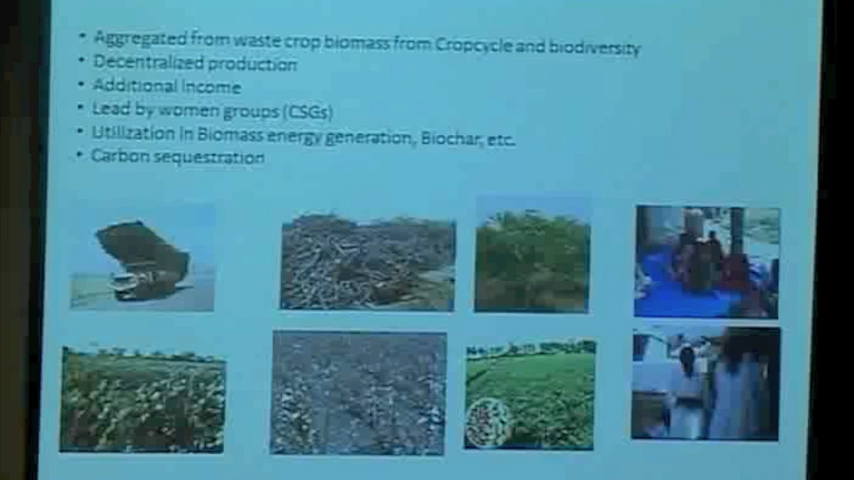 • Aggregated from waste crop biomass from Cropcycle and biodiversity
• Decentralized production
• Additional Income
• Lead by women groups (CSGs)
• Utilization in Biomass energy generation, Biochar, etc.
• Carbon sequestration